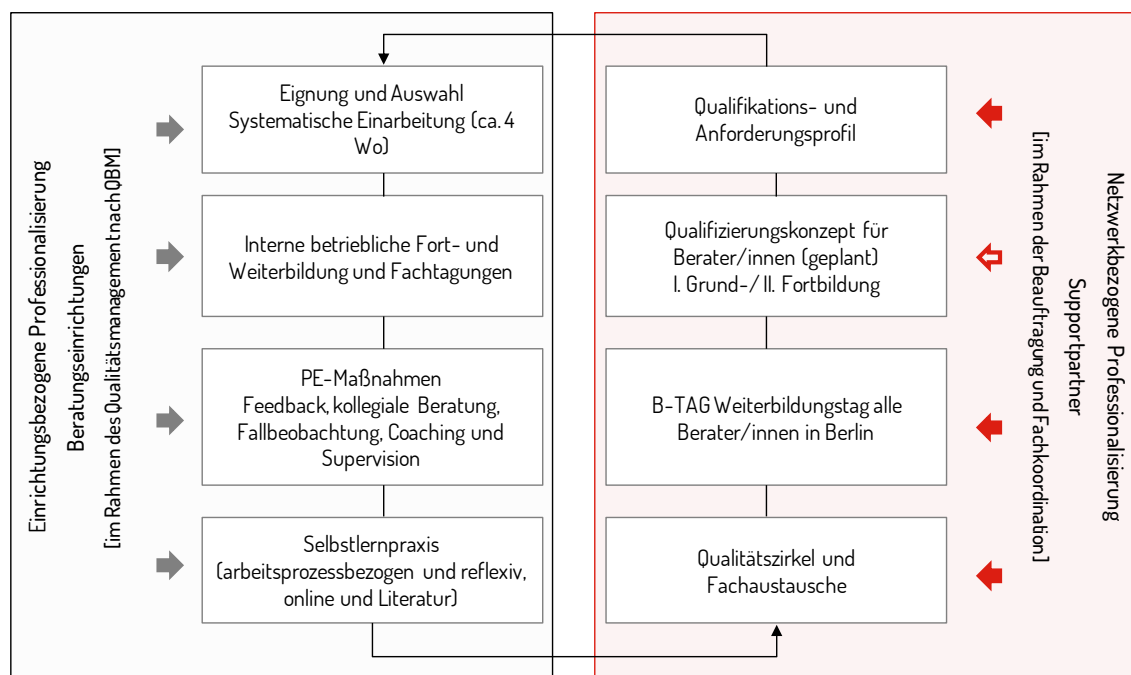 Einrichtungsbezogene Professionalisierung
Beratungseinrichtungen
[im Rahmen des Qualitätsmanagement nach QBM]
Eignung und Auswahl
Systematische Einarbeitung (ca. 4
Wo)
Interne betriebliche Fort- und
Weiterbildung und Fachtagungen
PE-Maßnahmen
Feedback, kollegiale Beratung,
Fallbeobachtung, Coaching und
Supervision
Selbstlernpraxis
(arbeitsprozessbezogen und reflexiv,
online und Literatur)
Qualifikations- und
Anforderungsprofil
Qualifizierungskonzept für
Berater/innen (geplant)
I. Grund-/ II. Fortbildung
B-TAG Weiterbildungstag alle
Berater/innen in Berlin
Qualitätszirkel und
Fachaustausche
Netzwerkbezogene Professionalisierung
Supportpartner
[im Rahmen der Beauftragung und Fachkoordination]